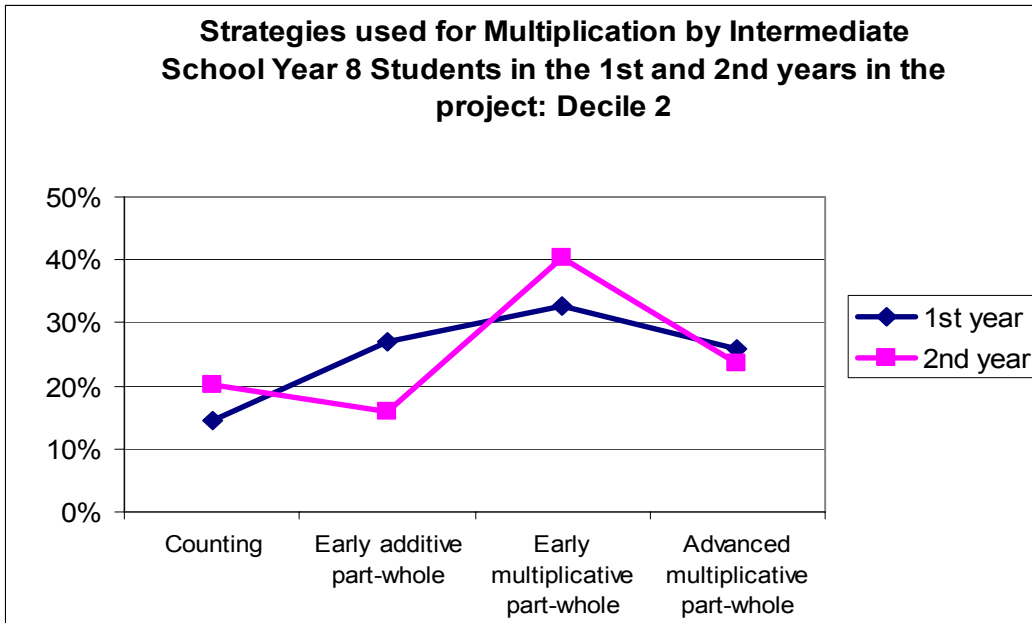 Strategies used for Multiplication by Intermediate
School Year 8 Students in the 1st and 2nd years in the
project: Decile 2
50%
40%
30%
20%
10%
0%
Counting
Early additive
part-whole
Early
multiplicative
part-whole
Advanced
multiplicative
part-whole
1st year
2nd year